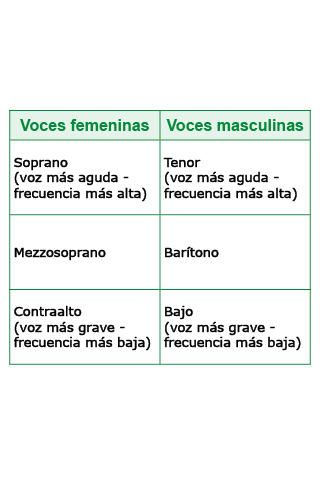 Voces femeninas Voces masculinas
Soprano
(voz más aguda -
frecuencia más alta)
Tenor
(voz más aguda -
frecuencia más alta)
Mezzosoprano
Barítono
Contraalto
(voz más grave -
frecuencia más baja)
Bajo
(voz más grave -
frecuencia más baja)